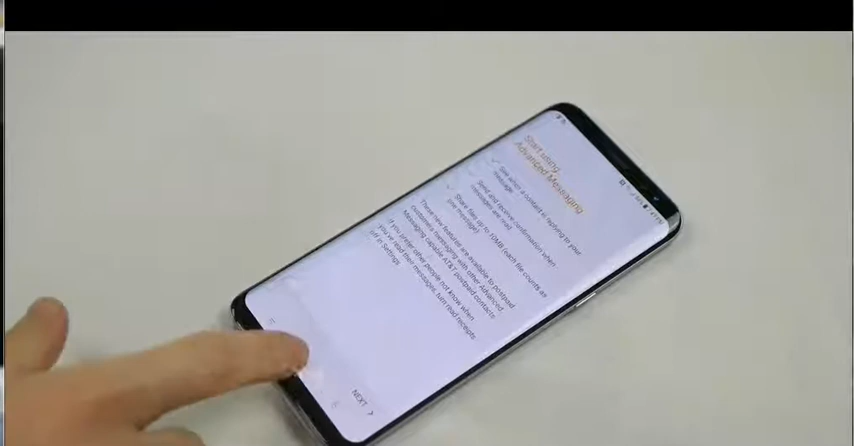 Start using
Advanced Messaging
See when a contact is replying to your
message.
Send and receive confirmation when
messages are read.
Share files up to 10MB (each file counts as
one message)
These new features are available to postpaid
customers messaging with other Advanced
Messaging capable AT&T postpaid contacts.
If you prefer other people not know when
you've read their messages, turn read receipts
off in Settings.
NEXT